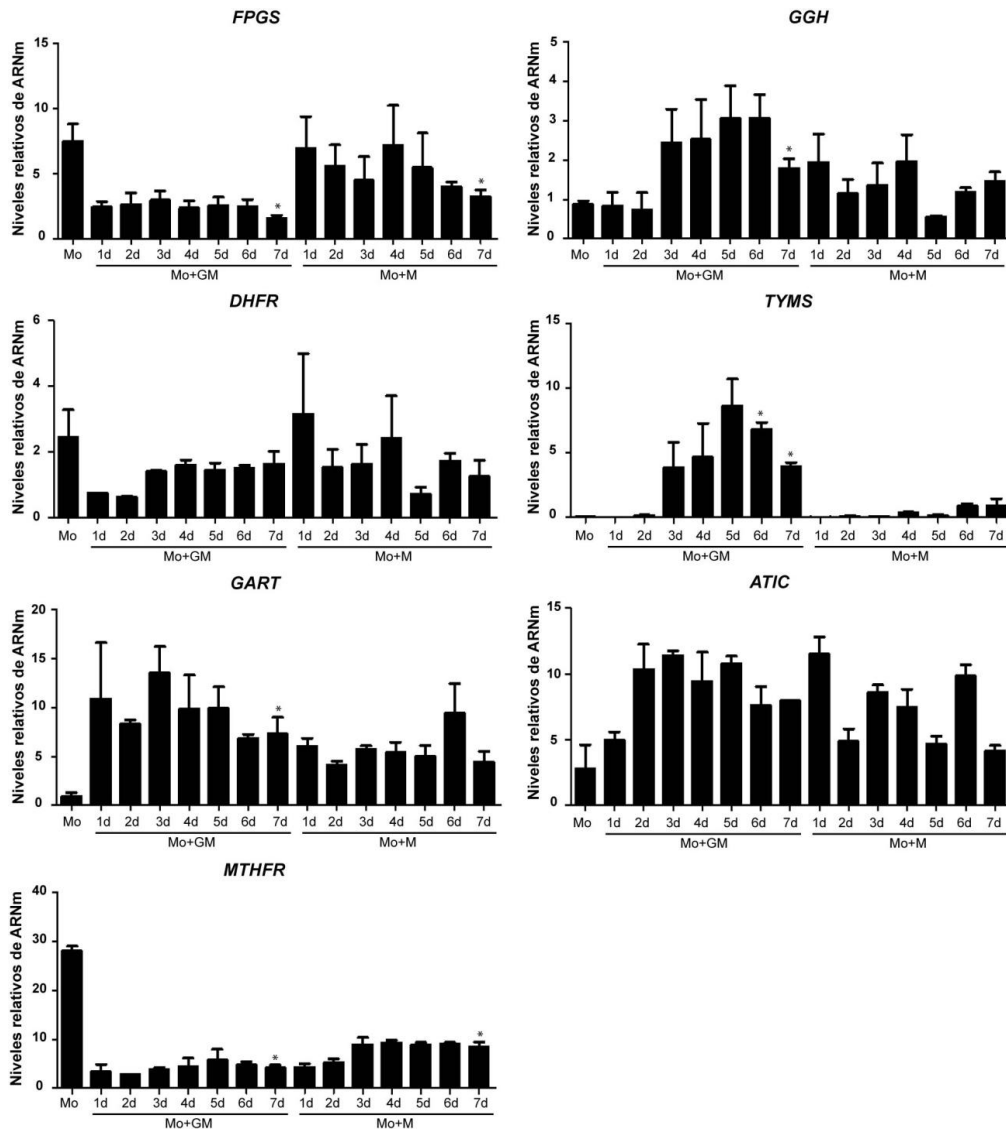 FPGS
Niveles relativos de ARNm
15
10
5
0
*
*
Mo 1d 2d 3d 4d 5d 6d 7d 1d 2d 3d 4d 5d 6d 7d
Mo+GM Mo+M
GGH
Niveles relativos de ARNm
5
4
3
2
1
0
*
Mo 1d 2d 3d 4d 5d 6d 7d 1d 2d 3d 4d 5d 6d 7d
Mo+GM Mo+M
DHFR
Niveles relativos de ARNm
6
4
2
0
Mo 1d 2d 3d 4d 5d 6d 7d 1d 2d 3d 4d 5d 6d 7d
Mo+GM Mo+M
TYMS
Niveles relativos de ARNm
15
10
5
0
*
*
Mo 1d 2d 3d 4d 5d 6d 7d 1d 2d 3d 4d 5d 6d 7d
Mo+GM Mo+M
GART
Niveles relativos de ARNm
20
15
10
5
0
*
Mo 1d 2d 3d 4d 5d 6d 7d 1d 2d 3d 4d 5d 6d 7d
Mo+GM Mo+M
ATIC
Niveles relativos de ARNm
15
10
5
0
Mo 1d 2d 3d 4d 5d 6d 7d 1d 2d 3d 4d 5d 6d 7d
Mo+GM Mo+M
MTHFR
Niveles relativos de ARNm
40
30
20
10
0
*
*
Mo 1d 2d 3d 4d 5d 6d 7d 1d 2d 3d 4d 5d 6d 7d
Mo+GM Mo+M